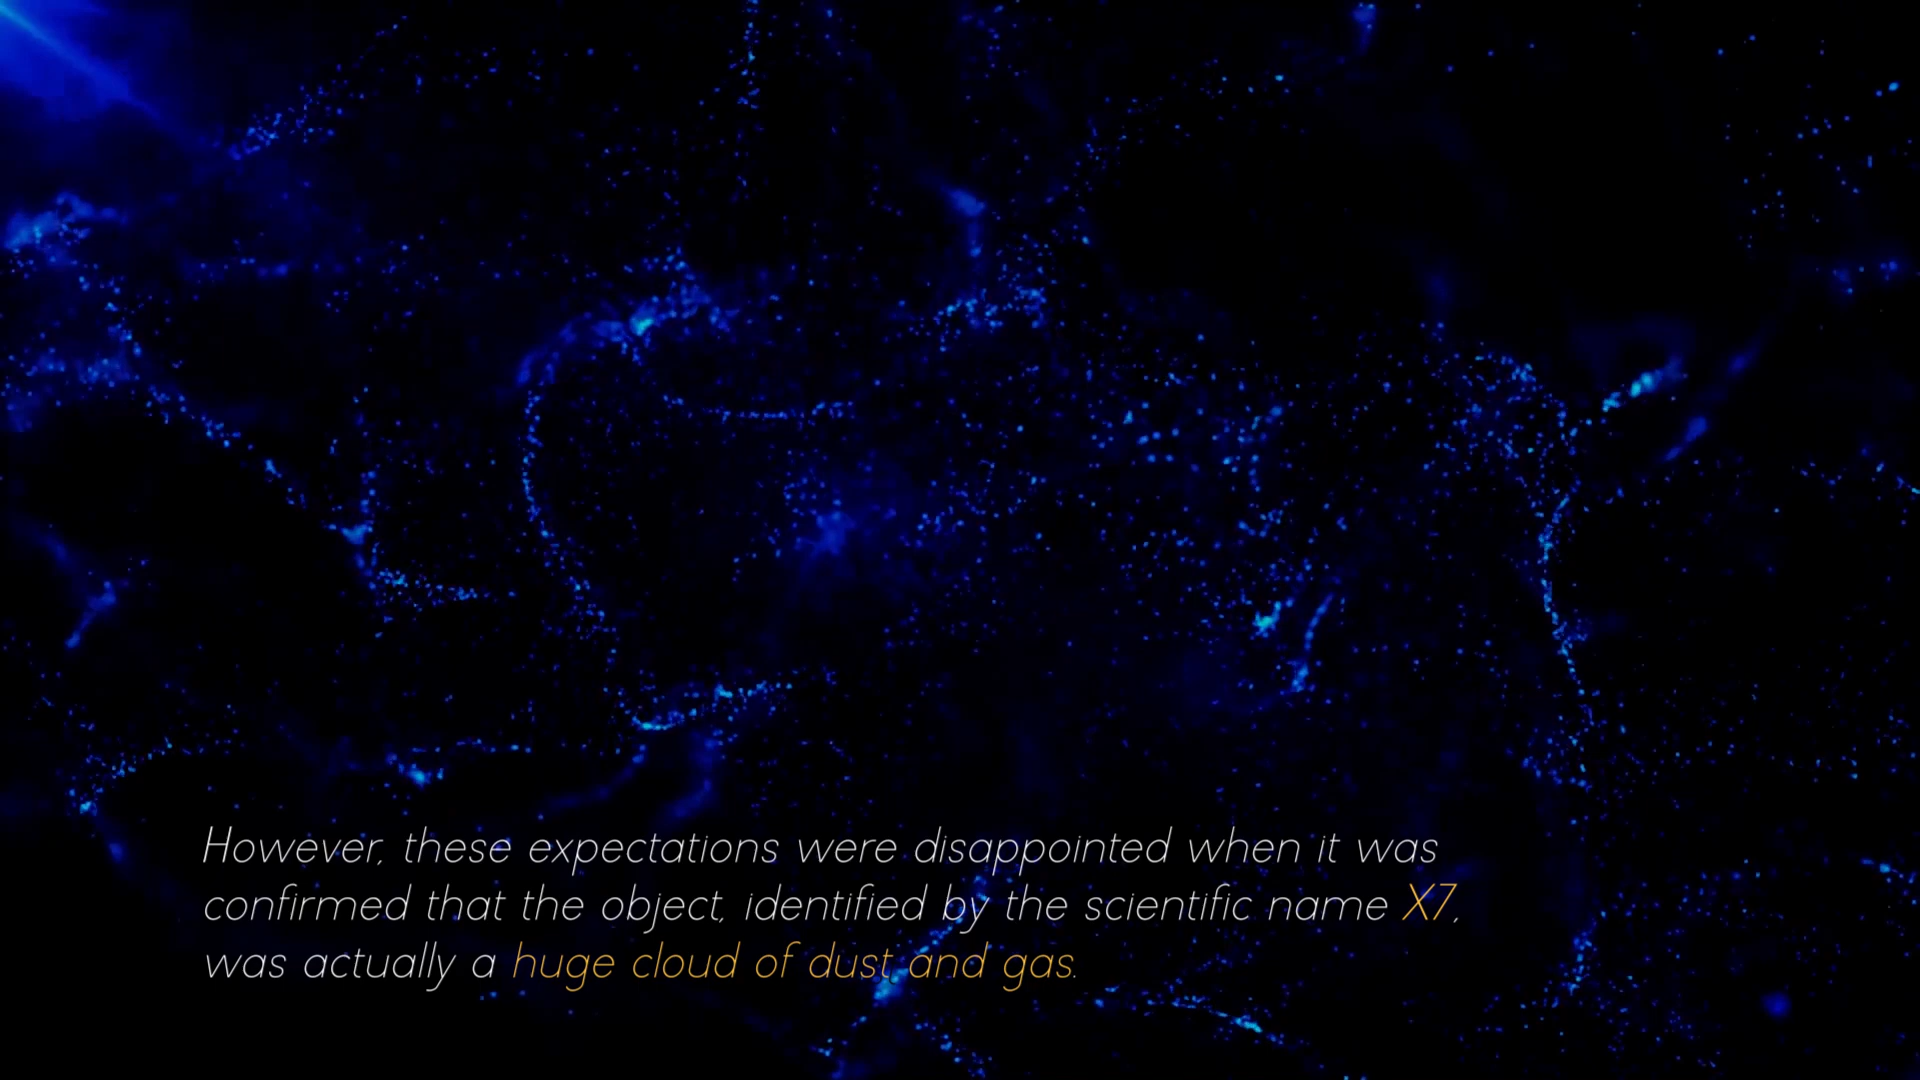 However, these expectations were disappointed when it was
confirmed that the object, identified by the scientific name X7,
was actually a huge cloud of dust and gas.